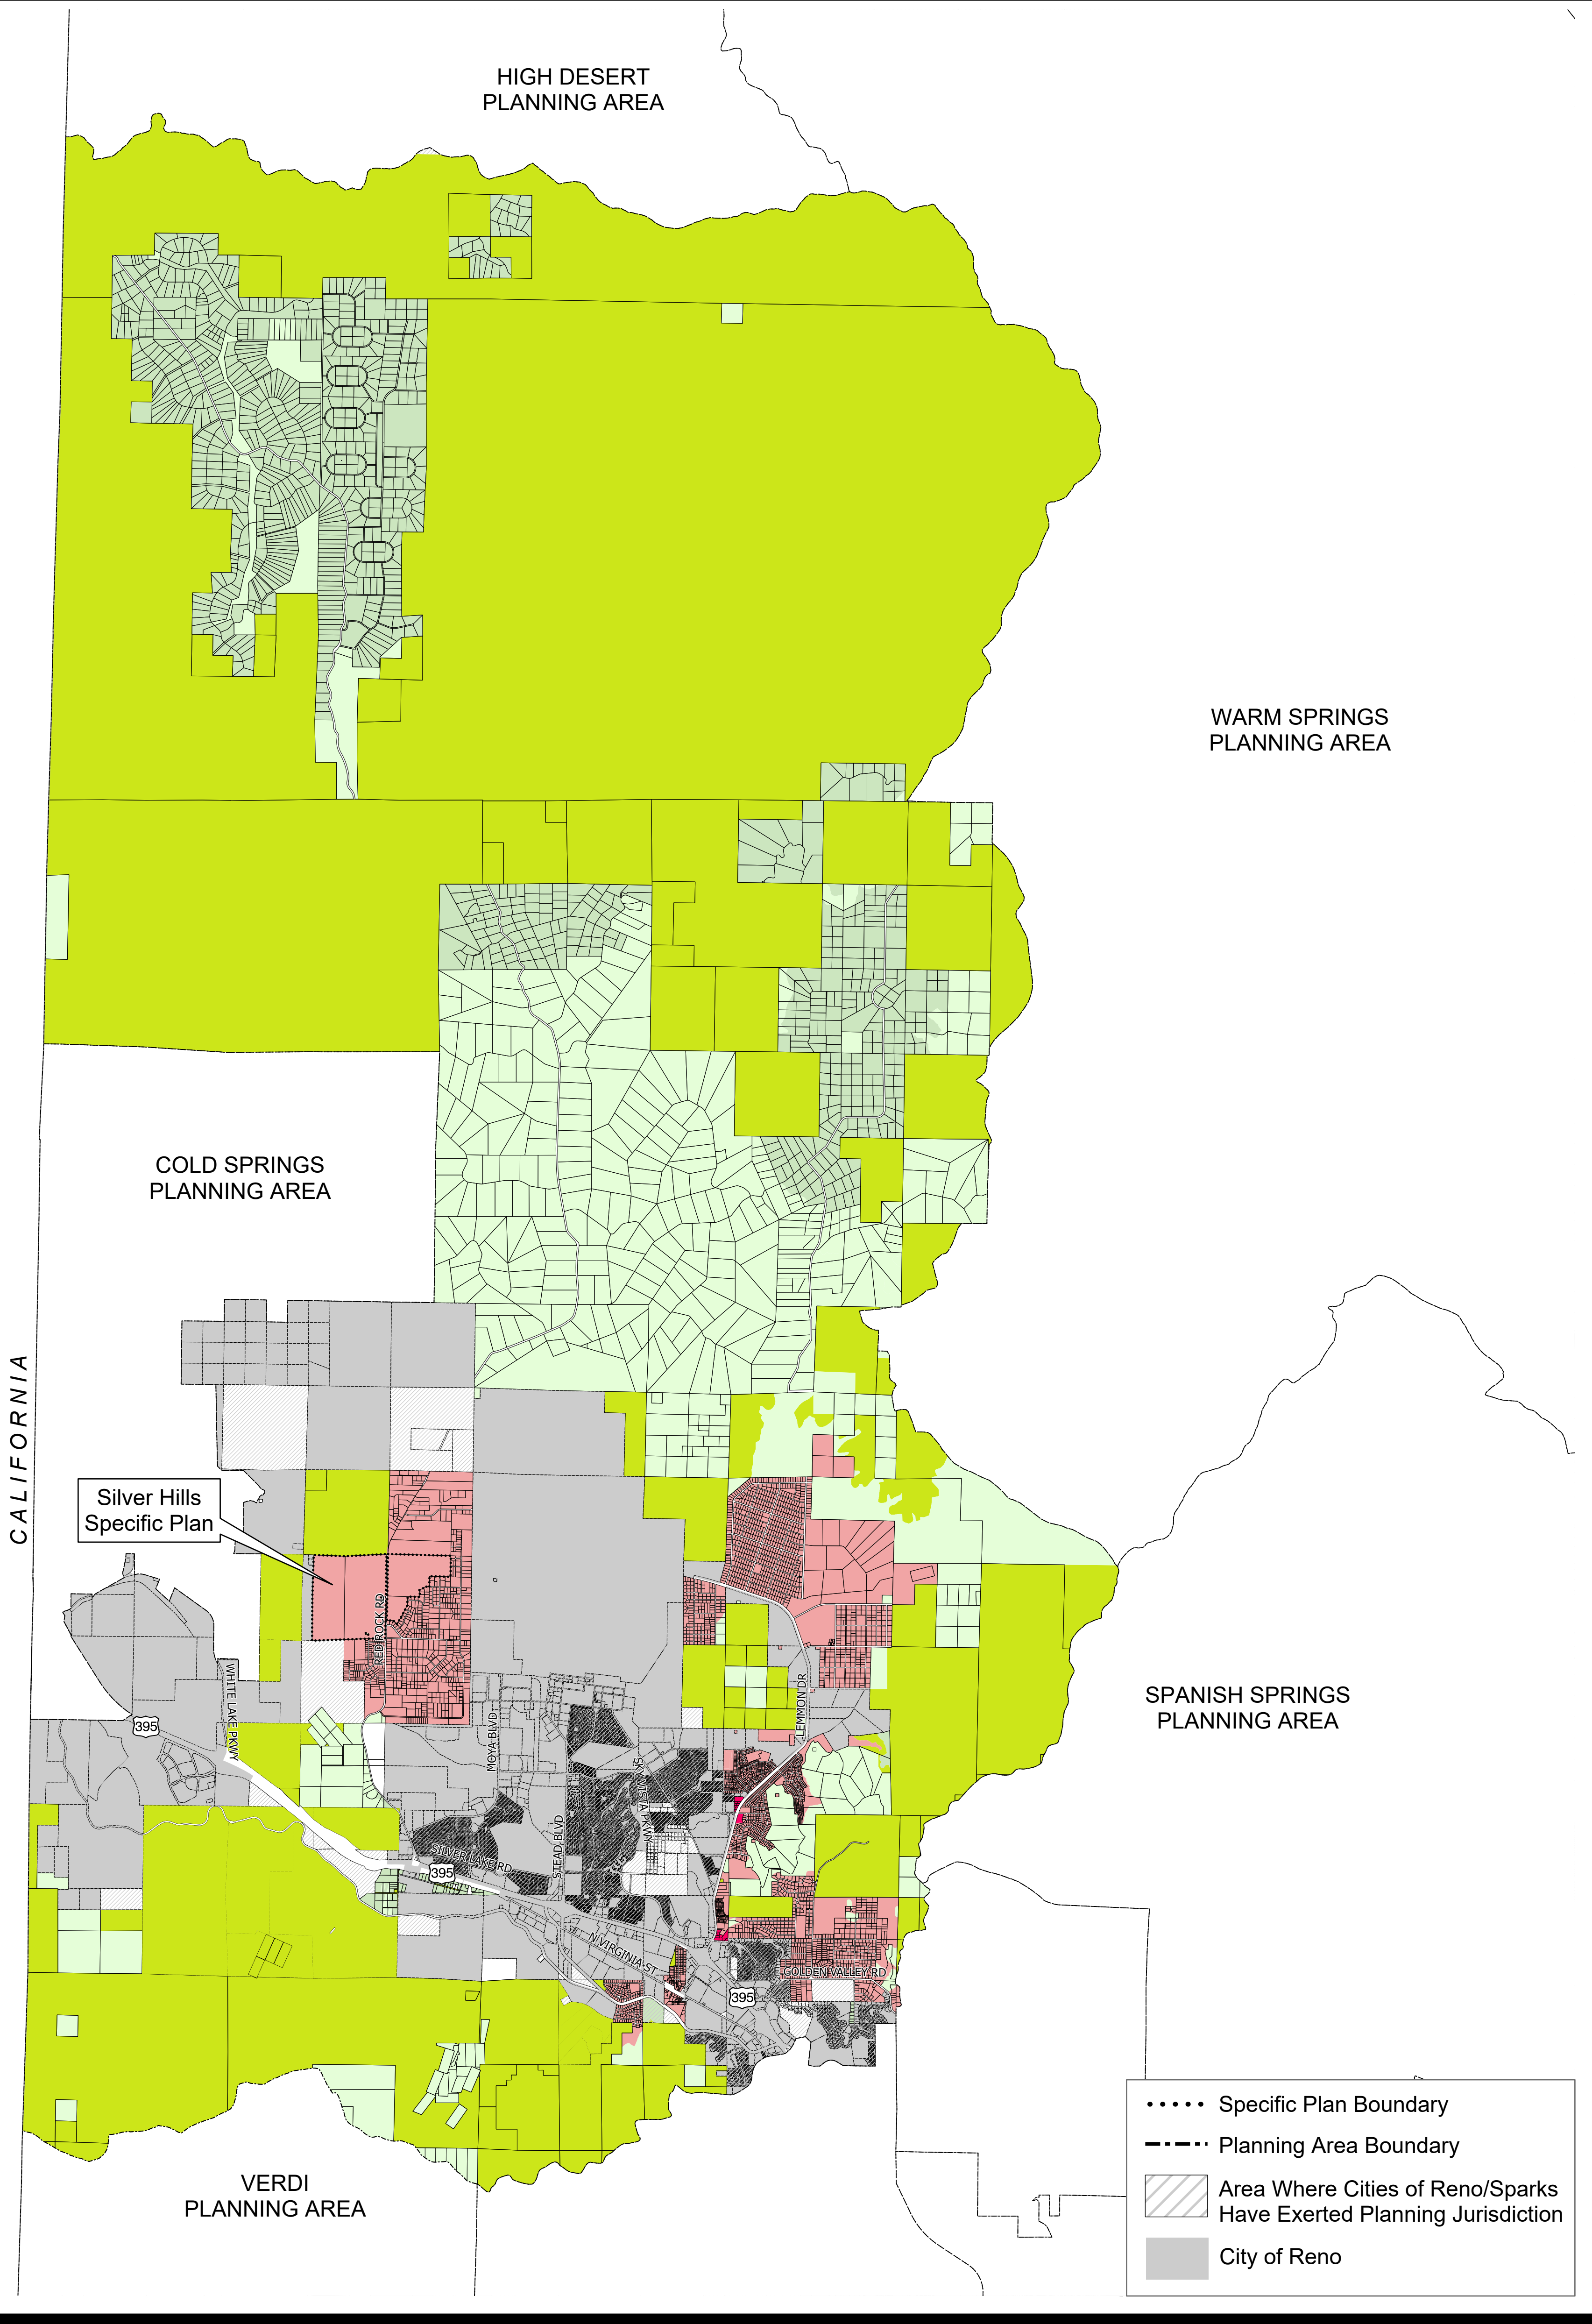 HIGH DESERT
PLANNING AREA
WARM SPRINGS
PLANNING AREA
COLD SPRINGS
PLANNING AREA
CALIFORNIA
Silver Hills
Specific Plan
RED ROCK RD
WHITE LAKE PKWY
LEMMON DR
SPANISH SPRINGS
PLANNING AREA
395
MOYA BLVD
SKY VISTA PKWY
STEAD BLVD
SILVER LAKE RD
395
N VIRGINIA ST
E GOLDEN VALLEY RD
395
VERDI
PLANNING AREA
Specific Plan Boundary
Planning Area Boundary
Area Where Cities of Reno/Sparks
Have Exerted Planning Jurisdiction
City of Reno